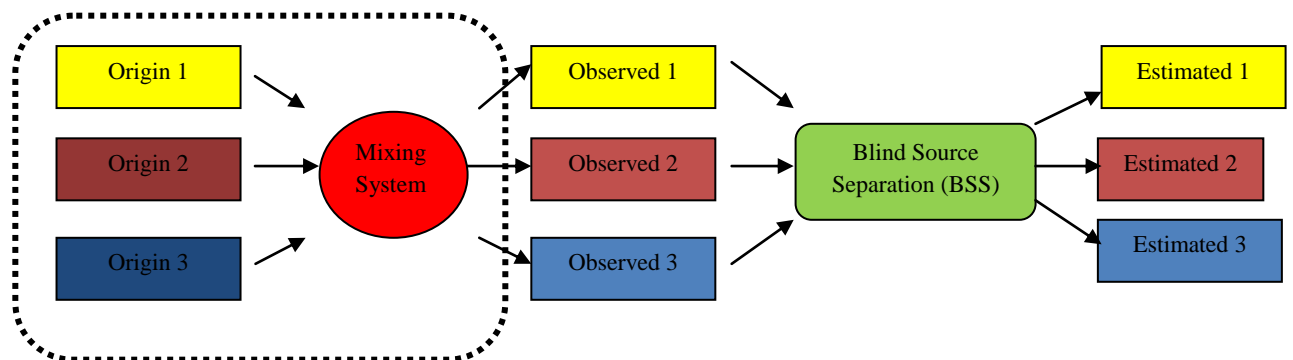 Origin 1
Origin 2
Origin 3
Mixing
System
Observed 1
Observed 2
Observed 3
Blind Source
Separation (BSS)
Estimated 1
Estimated 2
Estimated 3